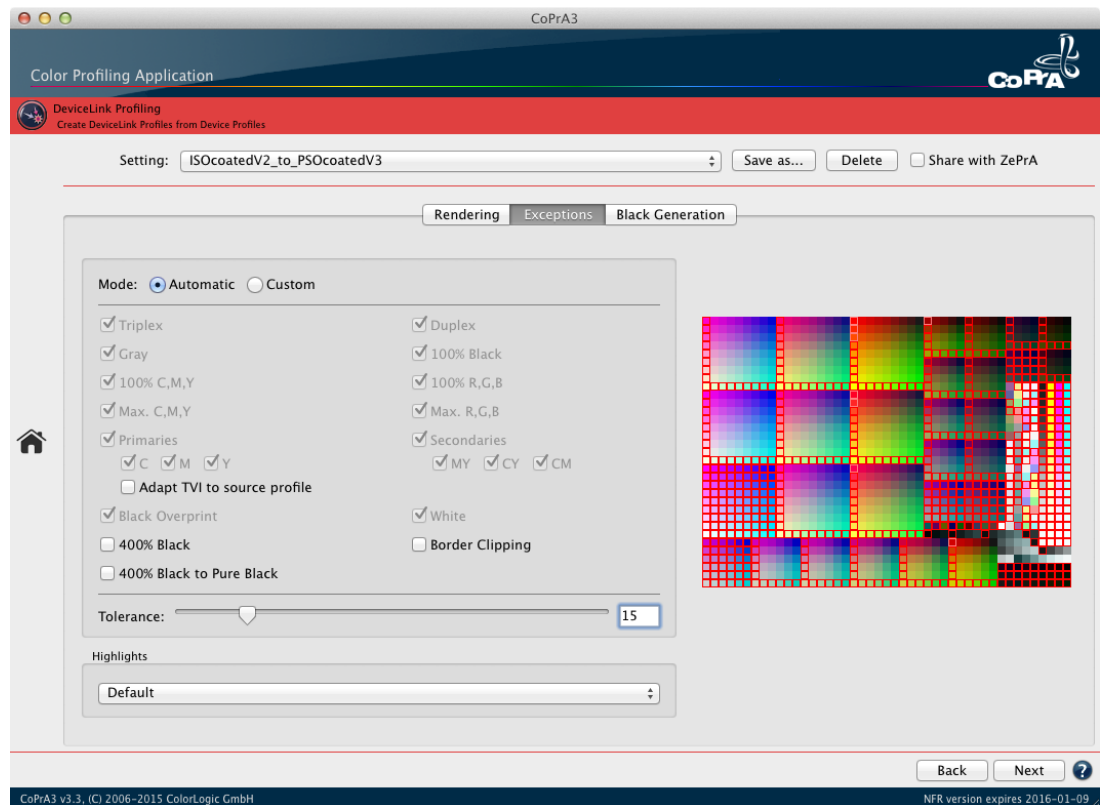 CoPrA3
Color Profiling Application
CoPrA
DeviceLink Profiling
Create DeviceLink Profiles from Device Profiles
Setting: ISOcoatedV2_to_PSOcoatedV3 Save as... Delete Share with ZePrA
Rendering Exceptions Black Generation
Mode: Automatic Custom
Triplex Duplex
Gray 100% Black
100% C,M,Y 100% R,G,B
Max. C,M,Y Max. R,G,B
Primaries Secondaries
C M Y MY CY CM
Adapt TVI to source profile
Black Overprint White
400% Black Border Clipping
400% Black to Pure Black
Tolerance: 15
Highlights
Default
Back Next ?
CoPrA3 v3.3, (C) 2006-2015 ColorLogic GmbH NFR version expires 2016-01-09